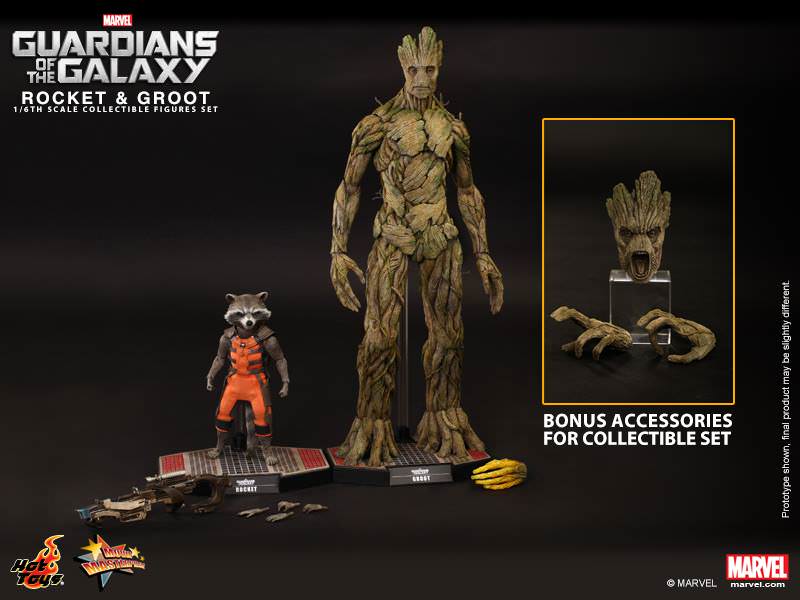 MARVEL
GUARDIANS
OF THE GALAXY
ROCKET & GROOT
1/6TH SCALE COLLECTIBLE FIGURES SET
BONUS ACCESSORIES
FOR COLLECTIBLE SET
Prototype shown, final product may be slightly different.
ROCKET
GROOT
Hot Toys
Movie Masterpiece
© MARVEL
MARVEL
marvel.com